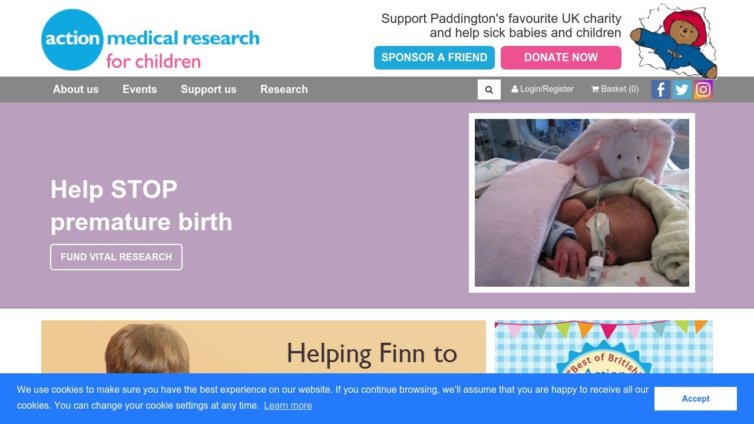 action medical research
for children
Support Paddington's favourite UK charity
and help sick babies and children
SPONSOR A FRIEND
DONATE NOW
About us
Events
Support us
Research
Login/Register
Basket (0)
Help STOP
premature birth
FUND VITAL RESEARCH
Helping Finn to
Best of British
Action
We use cookies to make sure you have the best experience on our website. If you continue browsing, we'll assume that you are happy to receive all our
cookies. You can change your cookie settings at any time. Learn more
Accept